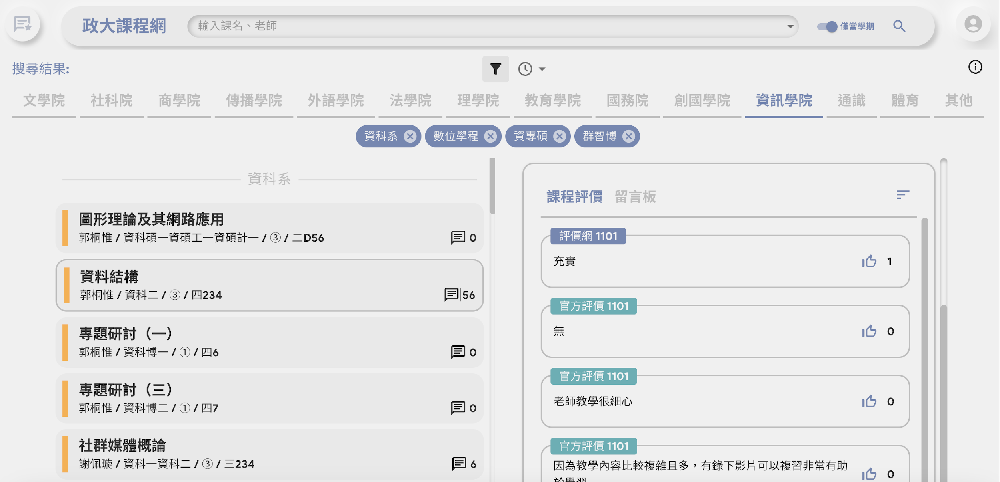 政大課程網
輸入課名、老師
僅當學期
搜尋結果:
文學院 社科院 商學院 傳播學院 外語學院 法學院 理學院 教育學院 國務院 創國學院 資訊學院 通識 體育 其他
資科系 數位學程 資專碩 群智博
資科系
圖形理論及其網路應用
郭桐惟 / 資科碩一資碩工一資碩計一 / ③ / 二D56
0
資料結構
郭桐惟 / 資科二 / ③ / 四234
56
專題研討（一）
郭桐惟 / 資科博一 / ① / 四6
0
專題研討（三）
郭桐惟 / 資科博二 / ① / 四7
0
社群媒體概論
謝佩璇 / 資科一資科二 / ③ / 三234
6
課程評價 留言板
評價網 1101
充實
1
官方評價 1101
無
0
官方評價 1101
老師教學很細心
0
官方評價 1101
因為教學內容比較複雜且多，有錄下影片可以複習非常有助
於學習
0